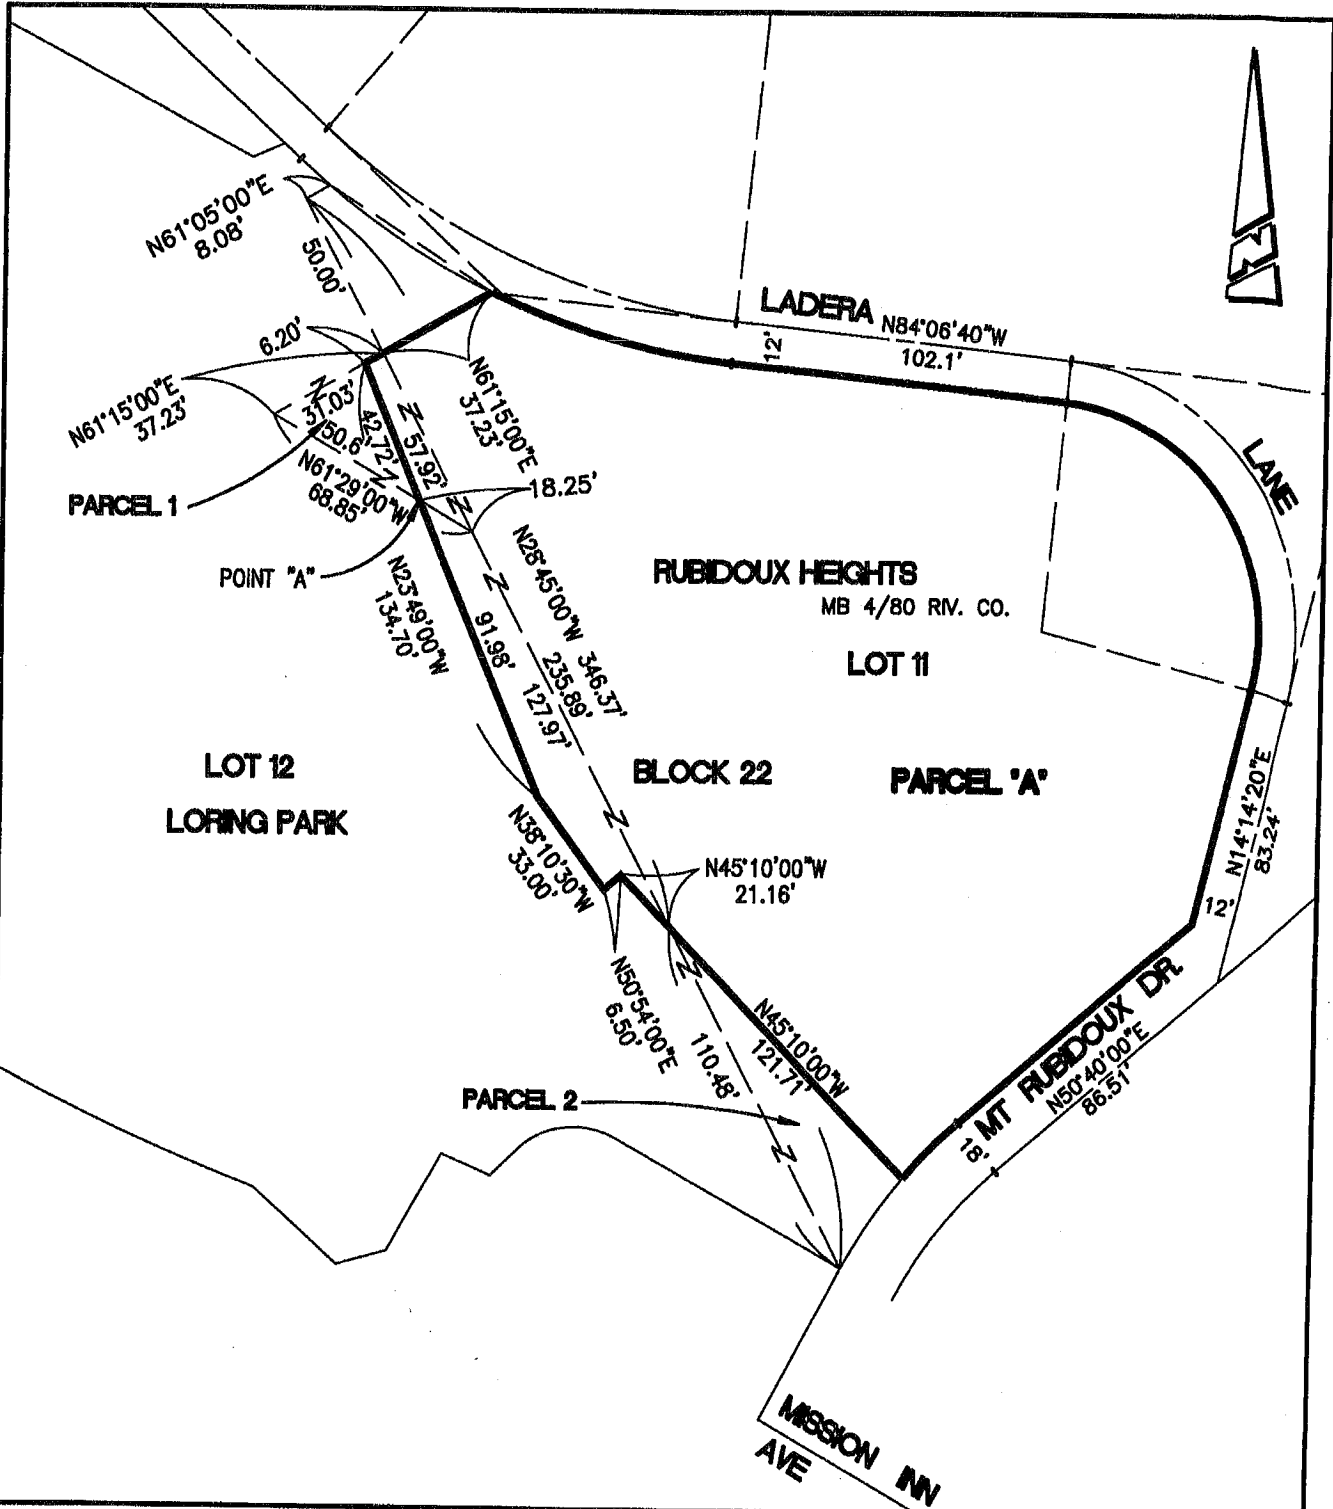 N61°05'00"E
8.08'
50.00'
LADERA
N84°06'40"W
102.1'
12'
N
6.20'
N61°15'00"E
37.23'
N61°15'00"E
37.23'
31.03'
50.6'
42.72'
57.92'
N61°29'00"W
68.85'
PARCEL 1
18.25'
LANE
POINT "A"
N23°49'00"W
134.70'
N28°45'00"W 346.37'
235.89'
91.98'
127.97'
RUBIDOUX HEIGHTS
MB 4/80 RIV. CO.
LOT 11
LOT 12
LORING PARK
BLOCK 22
PARCEL "A"
N14°14'20"E
83.24'
12'
N38°10'30"W
33.00'
N45°10'00"W
21.16'
N50°54'00"E
6.50'
110.48'
N45°10'00"W
121.71'
MT RUBIDOUX DR.
N50°40'00"E
86.51'
18'
PARCEL 2
MISSION INN
AVE